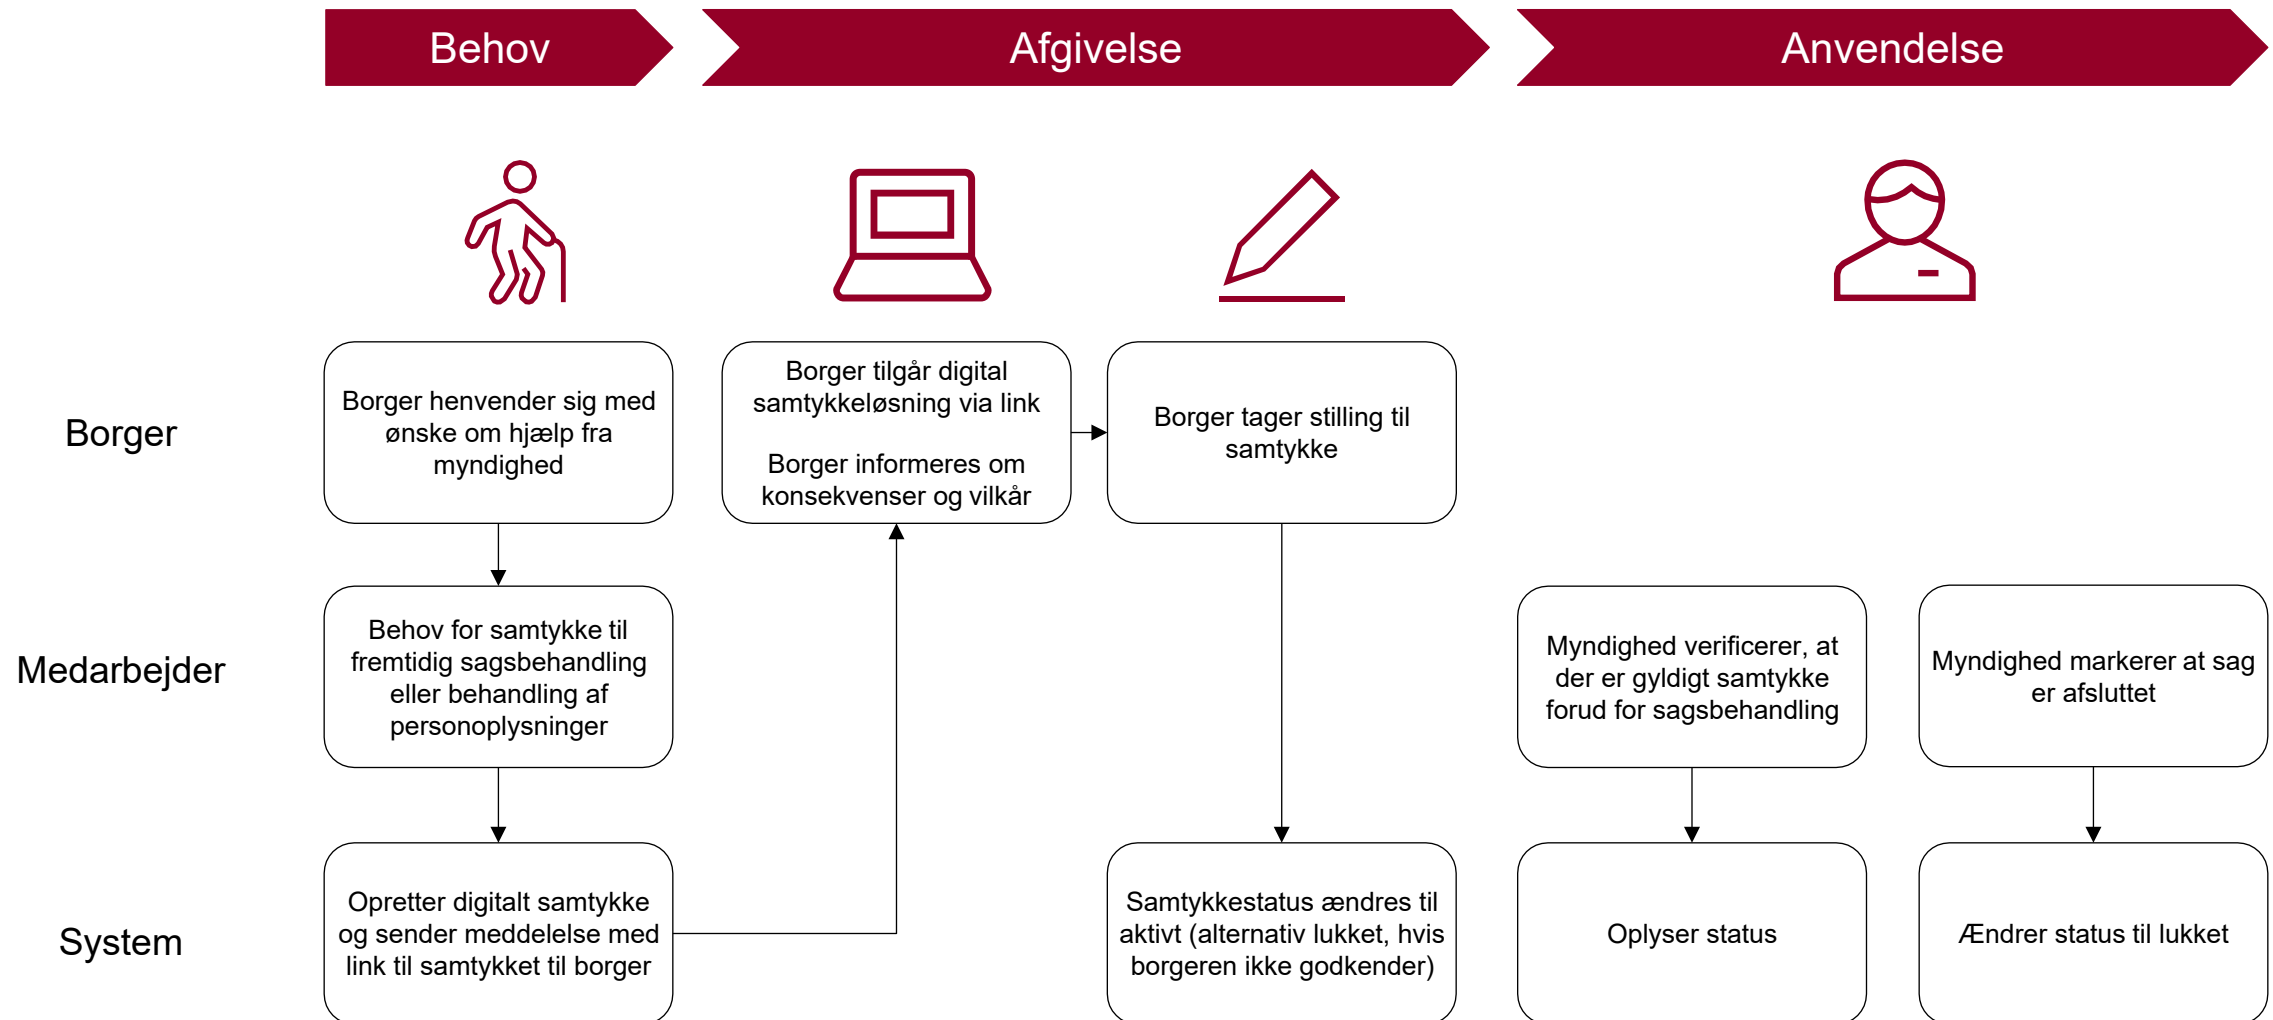 Behov
Afgivelse
Anvendelse
Borger
Borger henvender sig med
ønske om hjælp fra
myndighed
Borger tilgår digital
samtykkeløsning via link
Borger informeres om
konsekvenser og vilkår
Borger tager stilling til
samtykke
Medarbejder
Behov for samtykke til
fremtidig sagsbehandling
eller behandling af
personoplysninger
Myndighed verificerer, at
der er gyldigt samtykke
forud for sagsbehandling
Myndighed markerer at sag
er afsluttet
System
Opretter digitalt samtykke
og sender meddelelse med
link til samtykket til borger
Samtykkestatus ændres til
aktivt (alternativ lukket, hvis
borgeren ikke godkender)
Oplyser status
Ændrer status til lukket